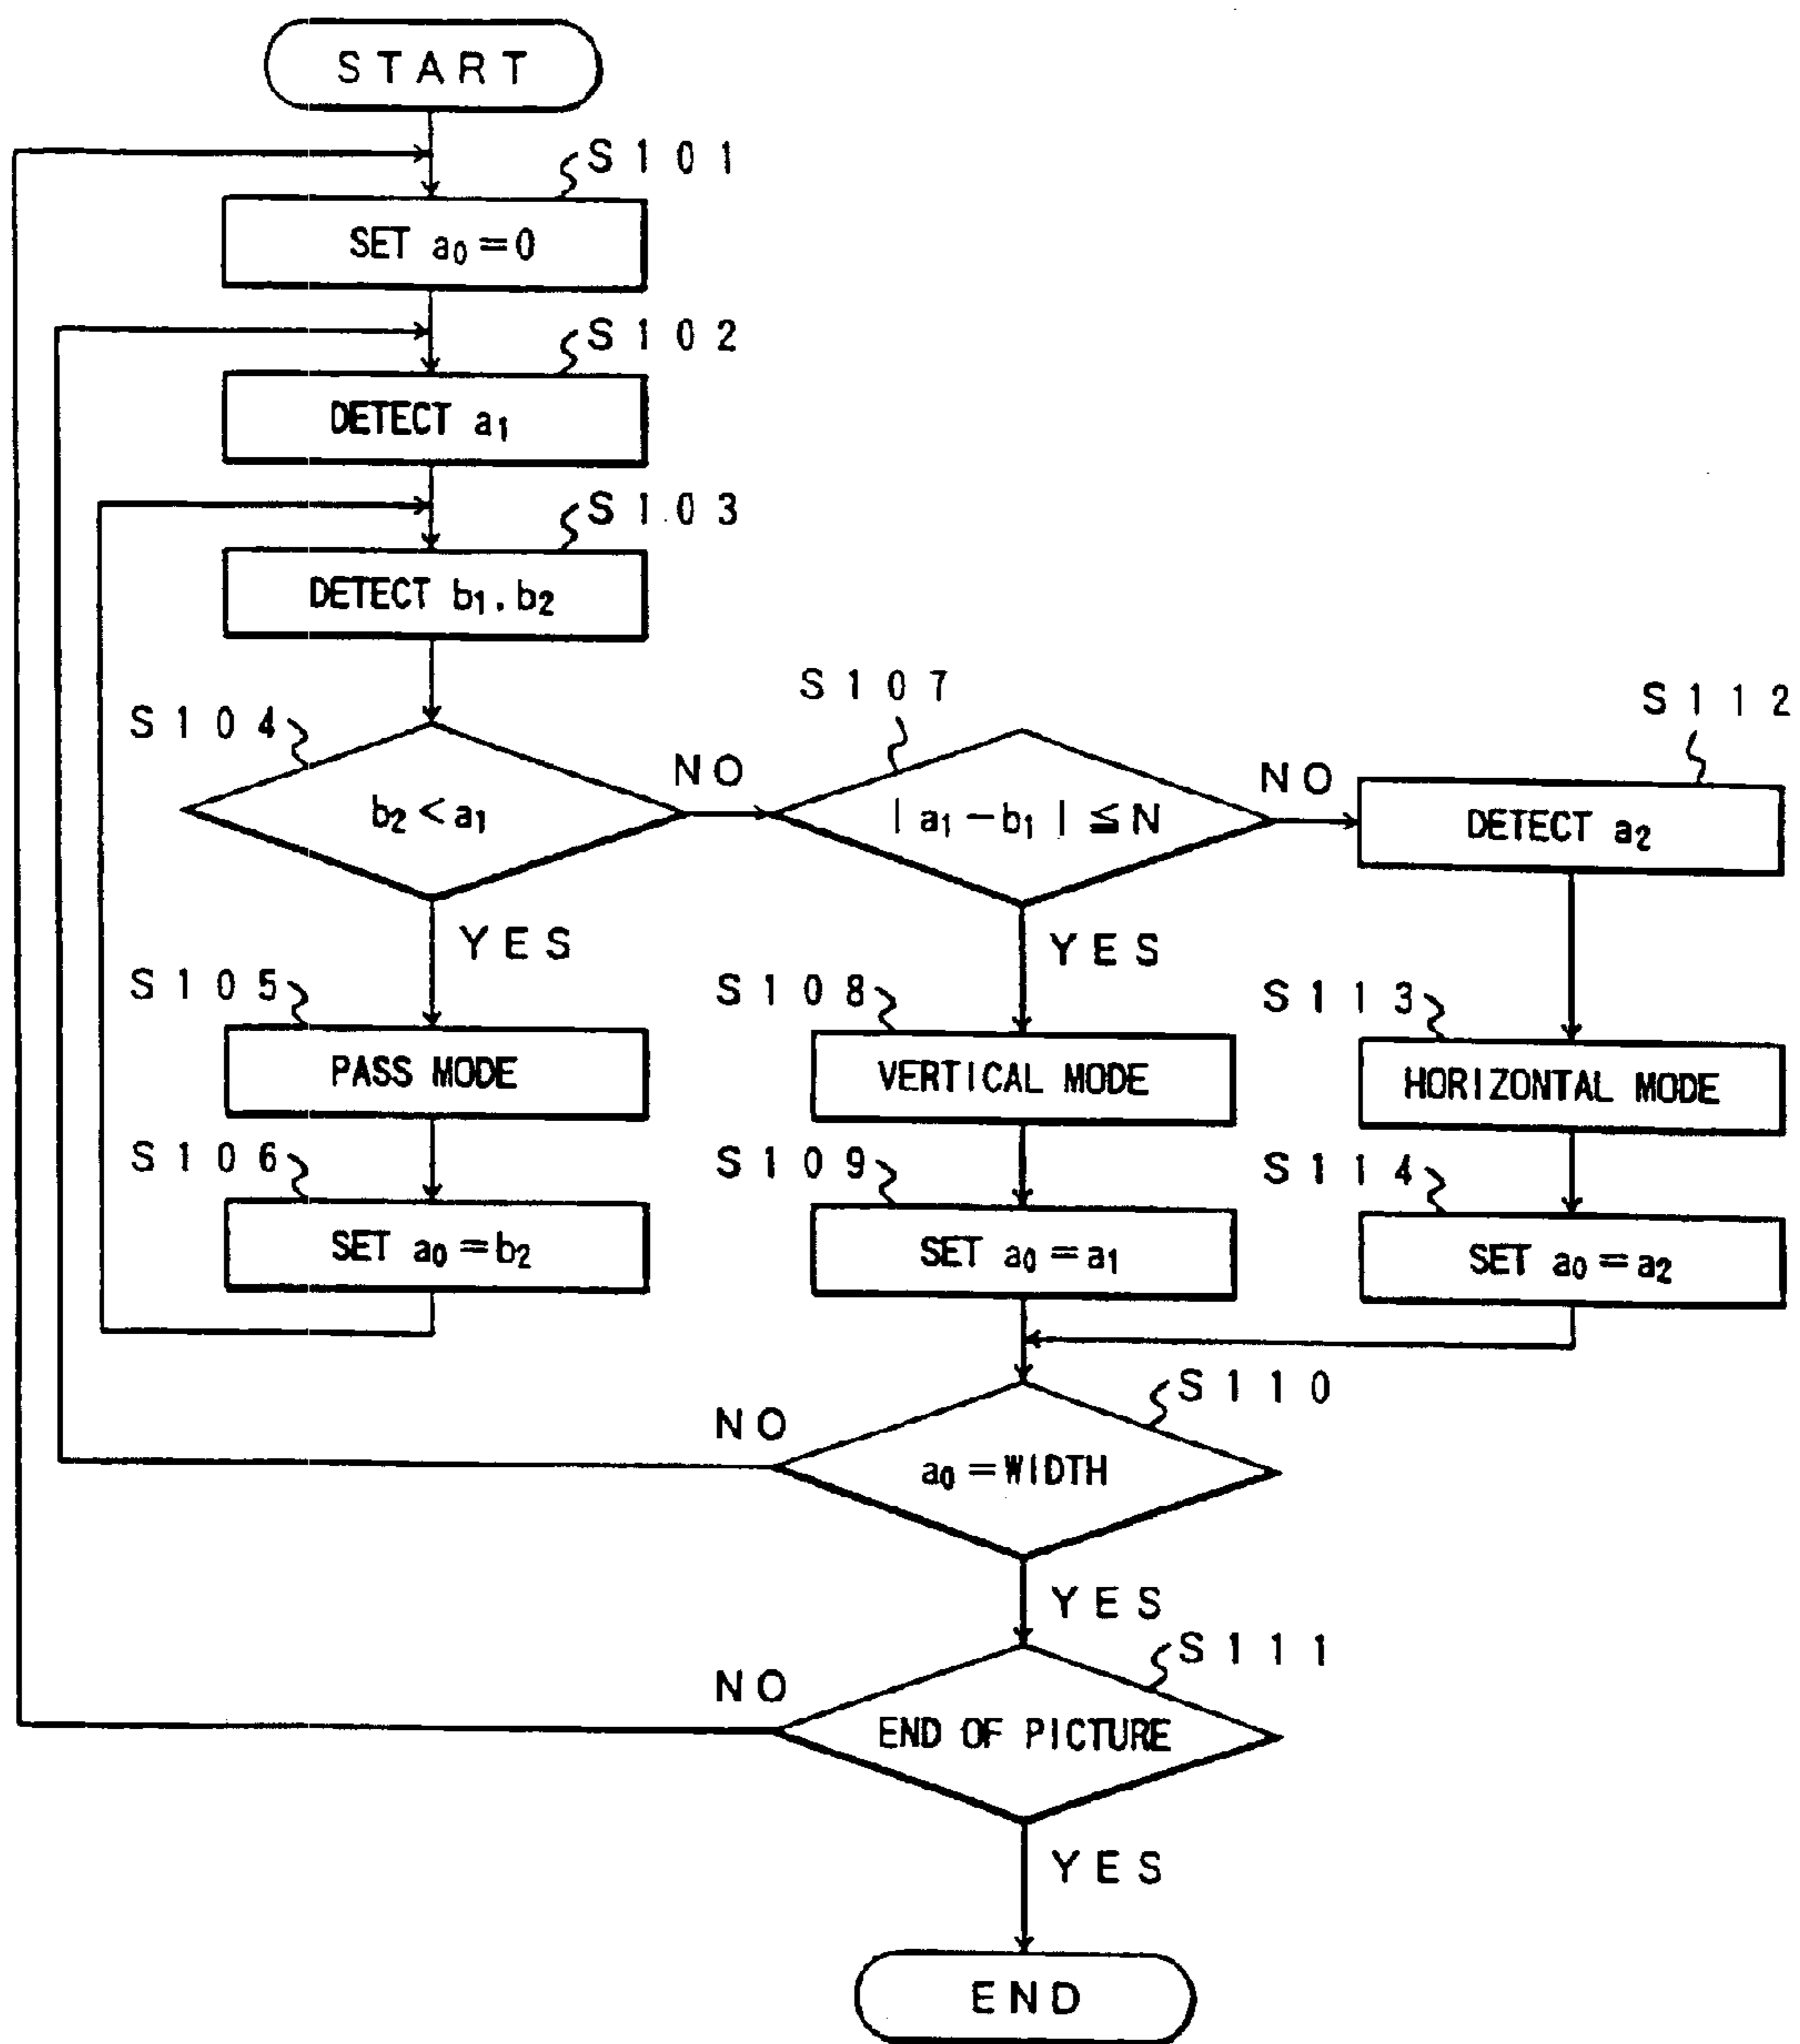 START
S101
SET a₀=0
S102
DETECT a₁
S103
DETECT b₁, b₂
S104
b₂<a₁
NO
S107
|a₁-b₁|≦N
NO
S112
DETECT a₂
YES
YES
S105
PASS MODE
S108
VERTICAL MODE
S113
HORIZONTAL MODE
S106
SET a₀=b₂
S109
SET a₀=a₁
S114
SET a₀=a₂
S110
NO
a₀=WIDTH
YES
S111
NO
END OF PICTURE
YES
END